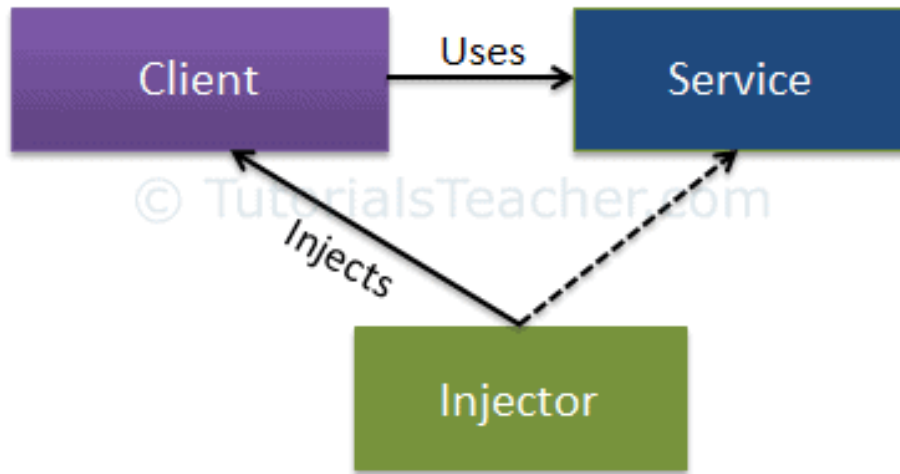 Client
Uses
Service
© TutorialsTeacher.com
Injects
Injector